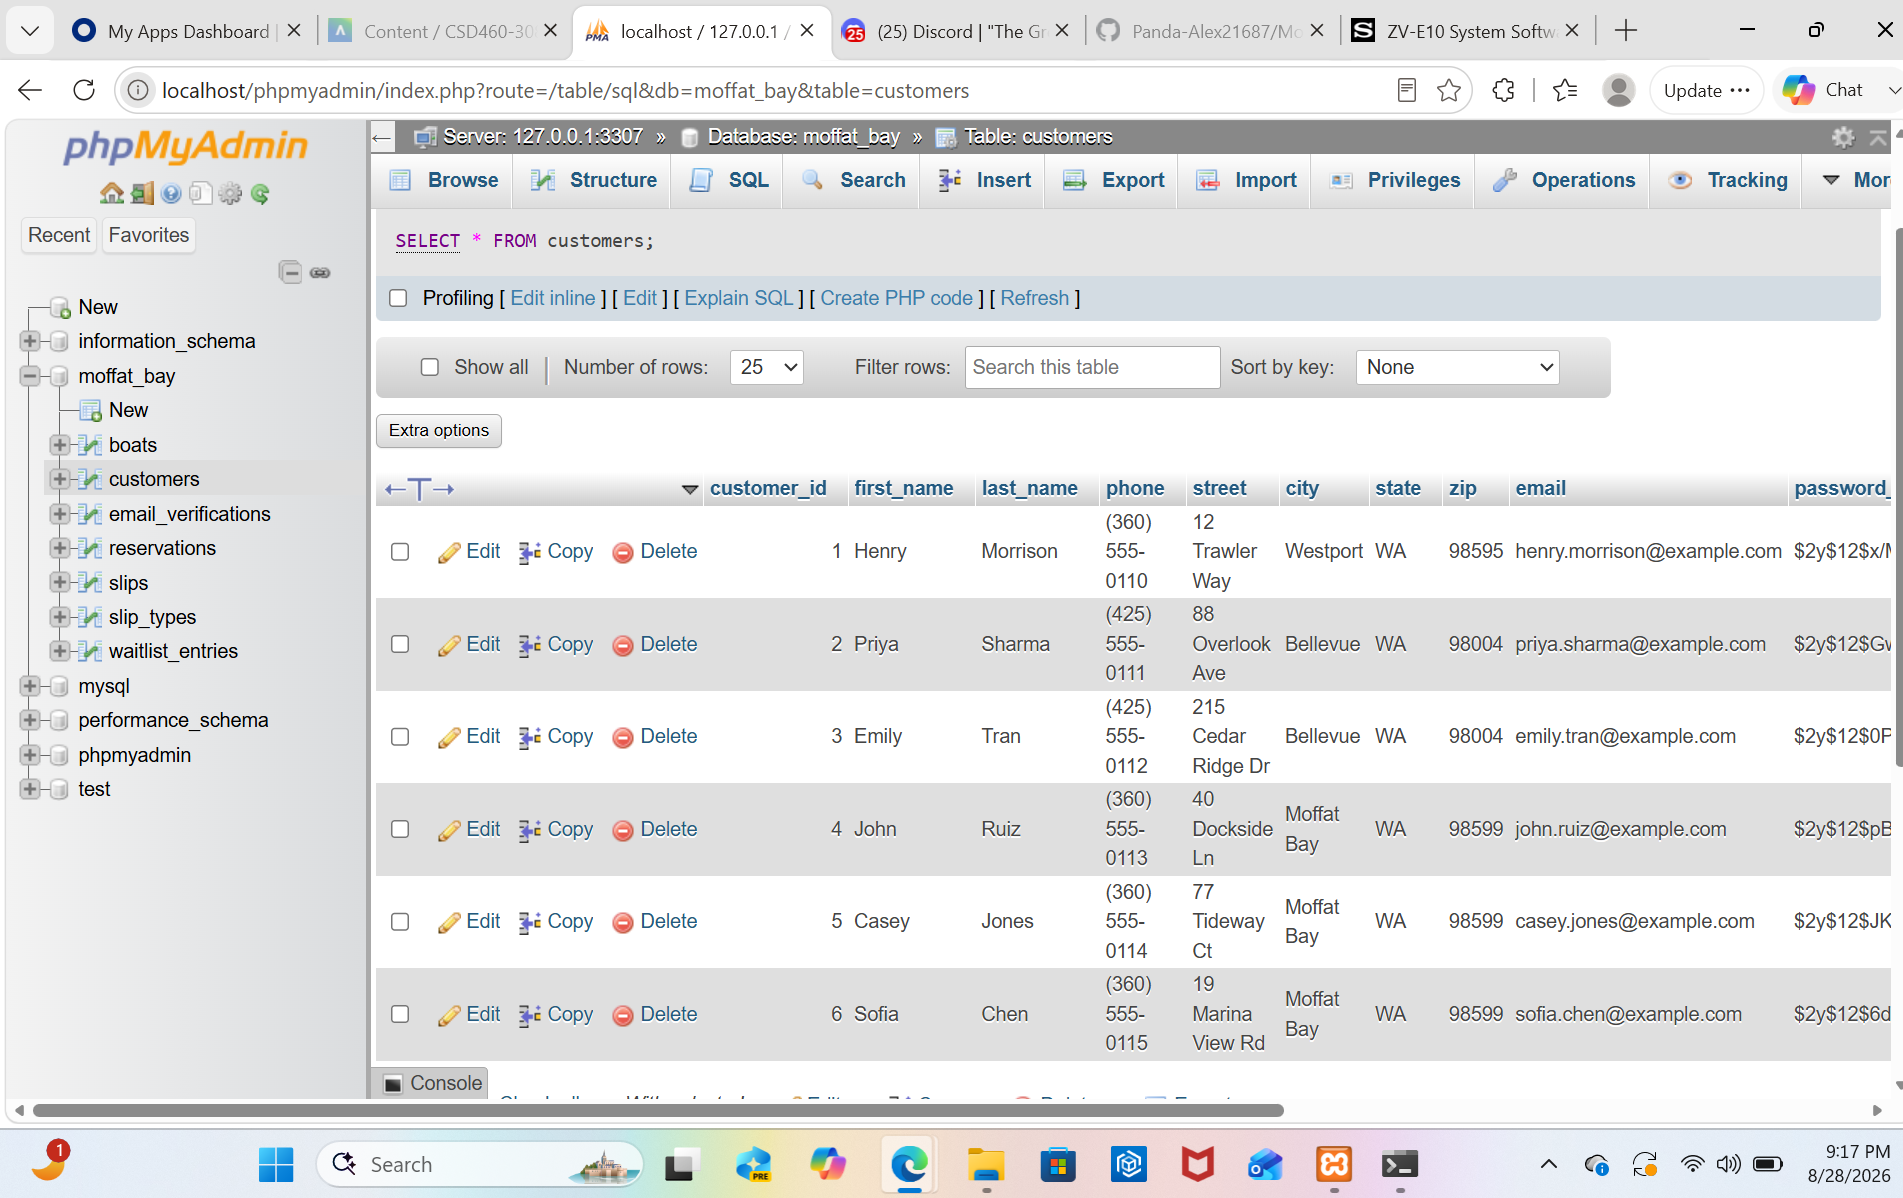 My Apps Dashboard
Content / CSD460-30
localhost / 127.0.0.1 /
(25) Discord | "The Gr
Panda-Alex21687/Mo
ZV-E10 System Softw
localhost/phpmyadmin/index.php?route=/table/sql&db=moffat_bay&table=customers
Update
Chat
phpMyAdmin
Recent
Favorites
New
information_schema
moffat_bay
New
boats
customers
email_verifications
reservations
slips
slip_types
waitlist_entries
mysql
performance_schema
phpmyadmin
test
Server: 127.0.0.1:3307 » Database: moffat_bay » Table: customers
Browse Structure SQL Search Insert Export Import Privileges Operations Tracking Mor
SELECT * FROM customers;
Profiling [ Edit inline ] [ Edit ] [ Explain SQL ] [ Create PHP code ] [ Refresh ]
Show all | Number of rows: 25 Filter rows: Search this table Sort by key: None
Extra options
customer_id first_name last_name phone street city state zip email password_
Edit Copy Delete 1 Henry Morrison (360) 555-0110 12 Trawler Way Westport WA 98595 henry.morrison@example.com $2y$12$x/M
Edit Copy Delete 2 Priya Sharma (425) 555-0111 88 Overlook Ave Bellevue WA 98004 priya.sharma@example.com $2y$12$Gw
Edit Copy Delete 3 Emily Tran (425) 555-0112 215 Cedar Ridge Dr Bellevue WA 98004 emily.tran@example.com $2y$12$0P
Edit Copy Delete 4 John Ruiz (360) 555-0113 40 Dockside Ln Moffat Bay WA 98599 john.ruiz@example.com $2y$12$pB
Edit Copy Delete 5 Casey Jones (360) 555-0114 77 Tideway Ct Moffat Bay WA 98599 casey.jones@example.com $2y$12$JK
Edit Copy Delete 6 Sofia Chen (360) 555-0115 19 Marina View Rd Moffat Bay WA 98599 sofia.chen@example.com $2y$12$6d
Console
1
Search
PRE
9:17 PM
8/28/2026